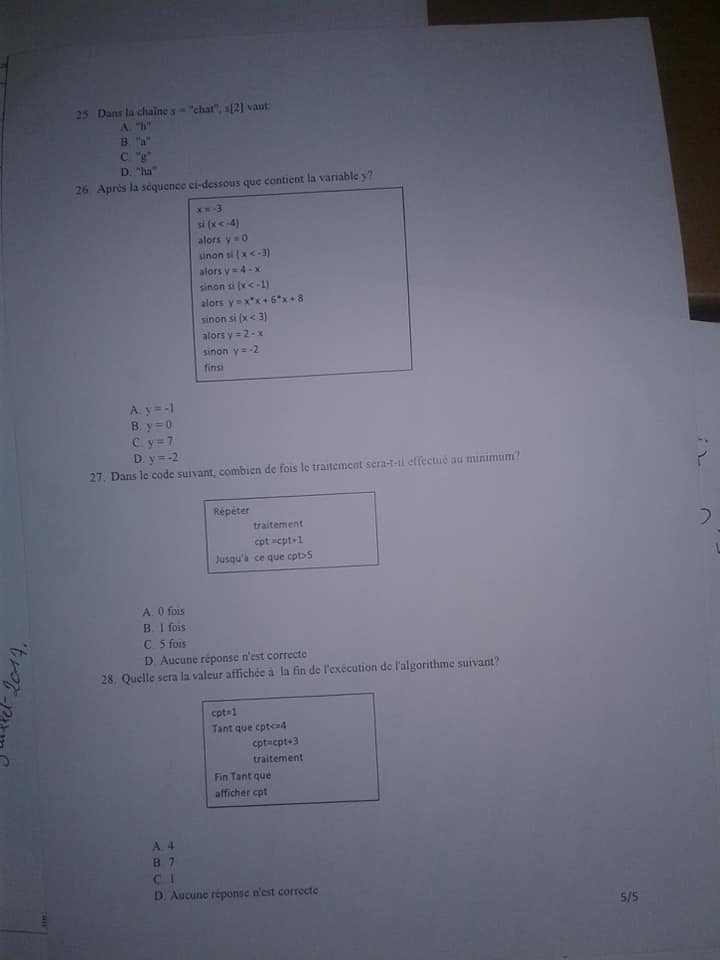 25. Dans la chaîne s = "chat", s[2] vaut:
A. "h"
B. "a"
C. "g"
D. "ha"
26. Après la séquence ci-dessous que contient la variable y?
x = -3
si (x < -4)
alors y = 0
sinon si ( x < -3)
alors y = 4 - x
sinon si (x < -1)
alors y = x*x + 6*x + 8
sinon si (x < 3)
alors y = 2 - x
sinon y = -2
finsi
A. y = -1
B. y = 0
C. y = 7
D. y = -2
27. Dans le code suivant, combien de fois le traitement sera-t-il effectué au minimum?
Répéter
traitement
cpt =cpt+1
Jusqu'à ce que cpt>5
A. 0 fois
B. 1 fois
C. 5 fois
D. Aucune réponse n'est correcte
28. Quelle sera la valeur affichée à la fin de l'exécution de l'algorithme suivant?
cpt=1
Tant que cpt<=4
cpt=cpt+3
traitement
Fin Tant que
afficher cpt
A. 4
B. 7
C. 1
D. Aucune réponse n'est correcte
5/5